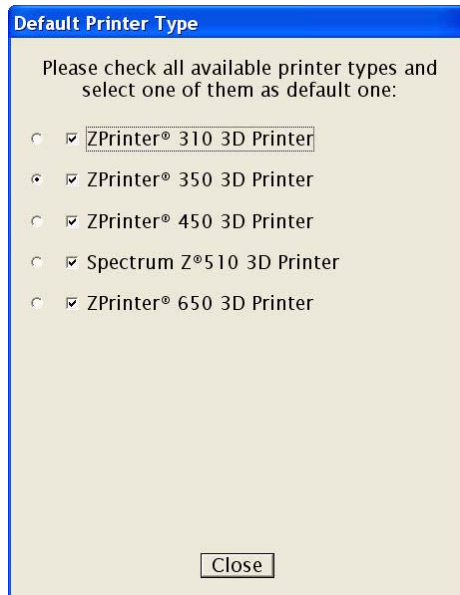 Default Printer Type
Please check all available printer types and
select one of them as default one:
ZPrinter® 310 3D Printer
ZPrinter® 350 3D Printer
ZPrinter® 450 3D Printer
Spectrum Z®510 3D Printer
ZPrinter® 650 3D Printer
Close